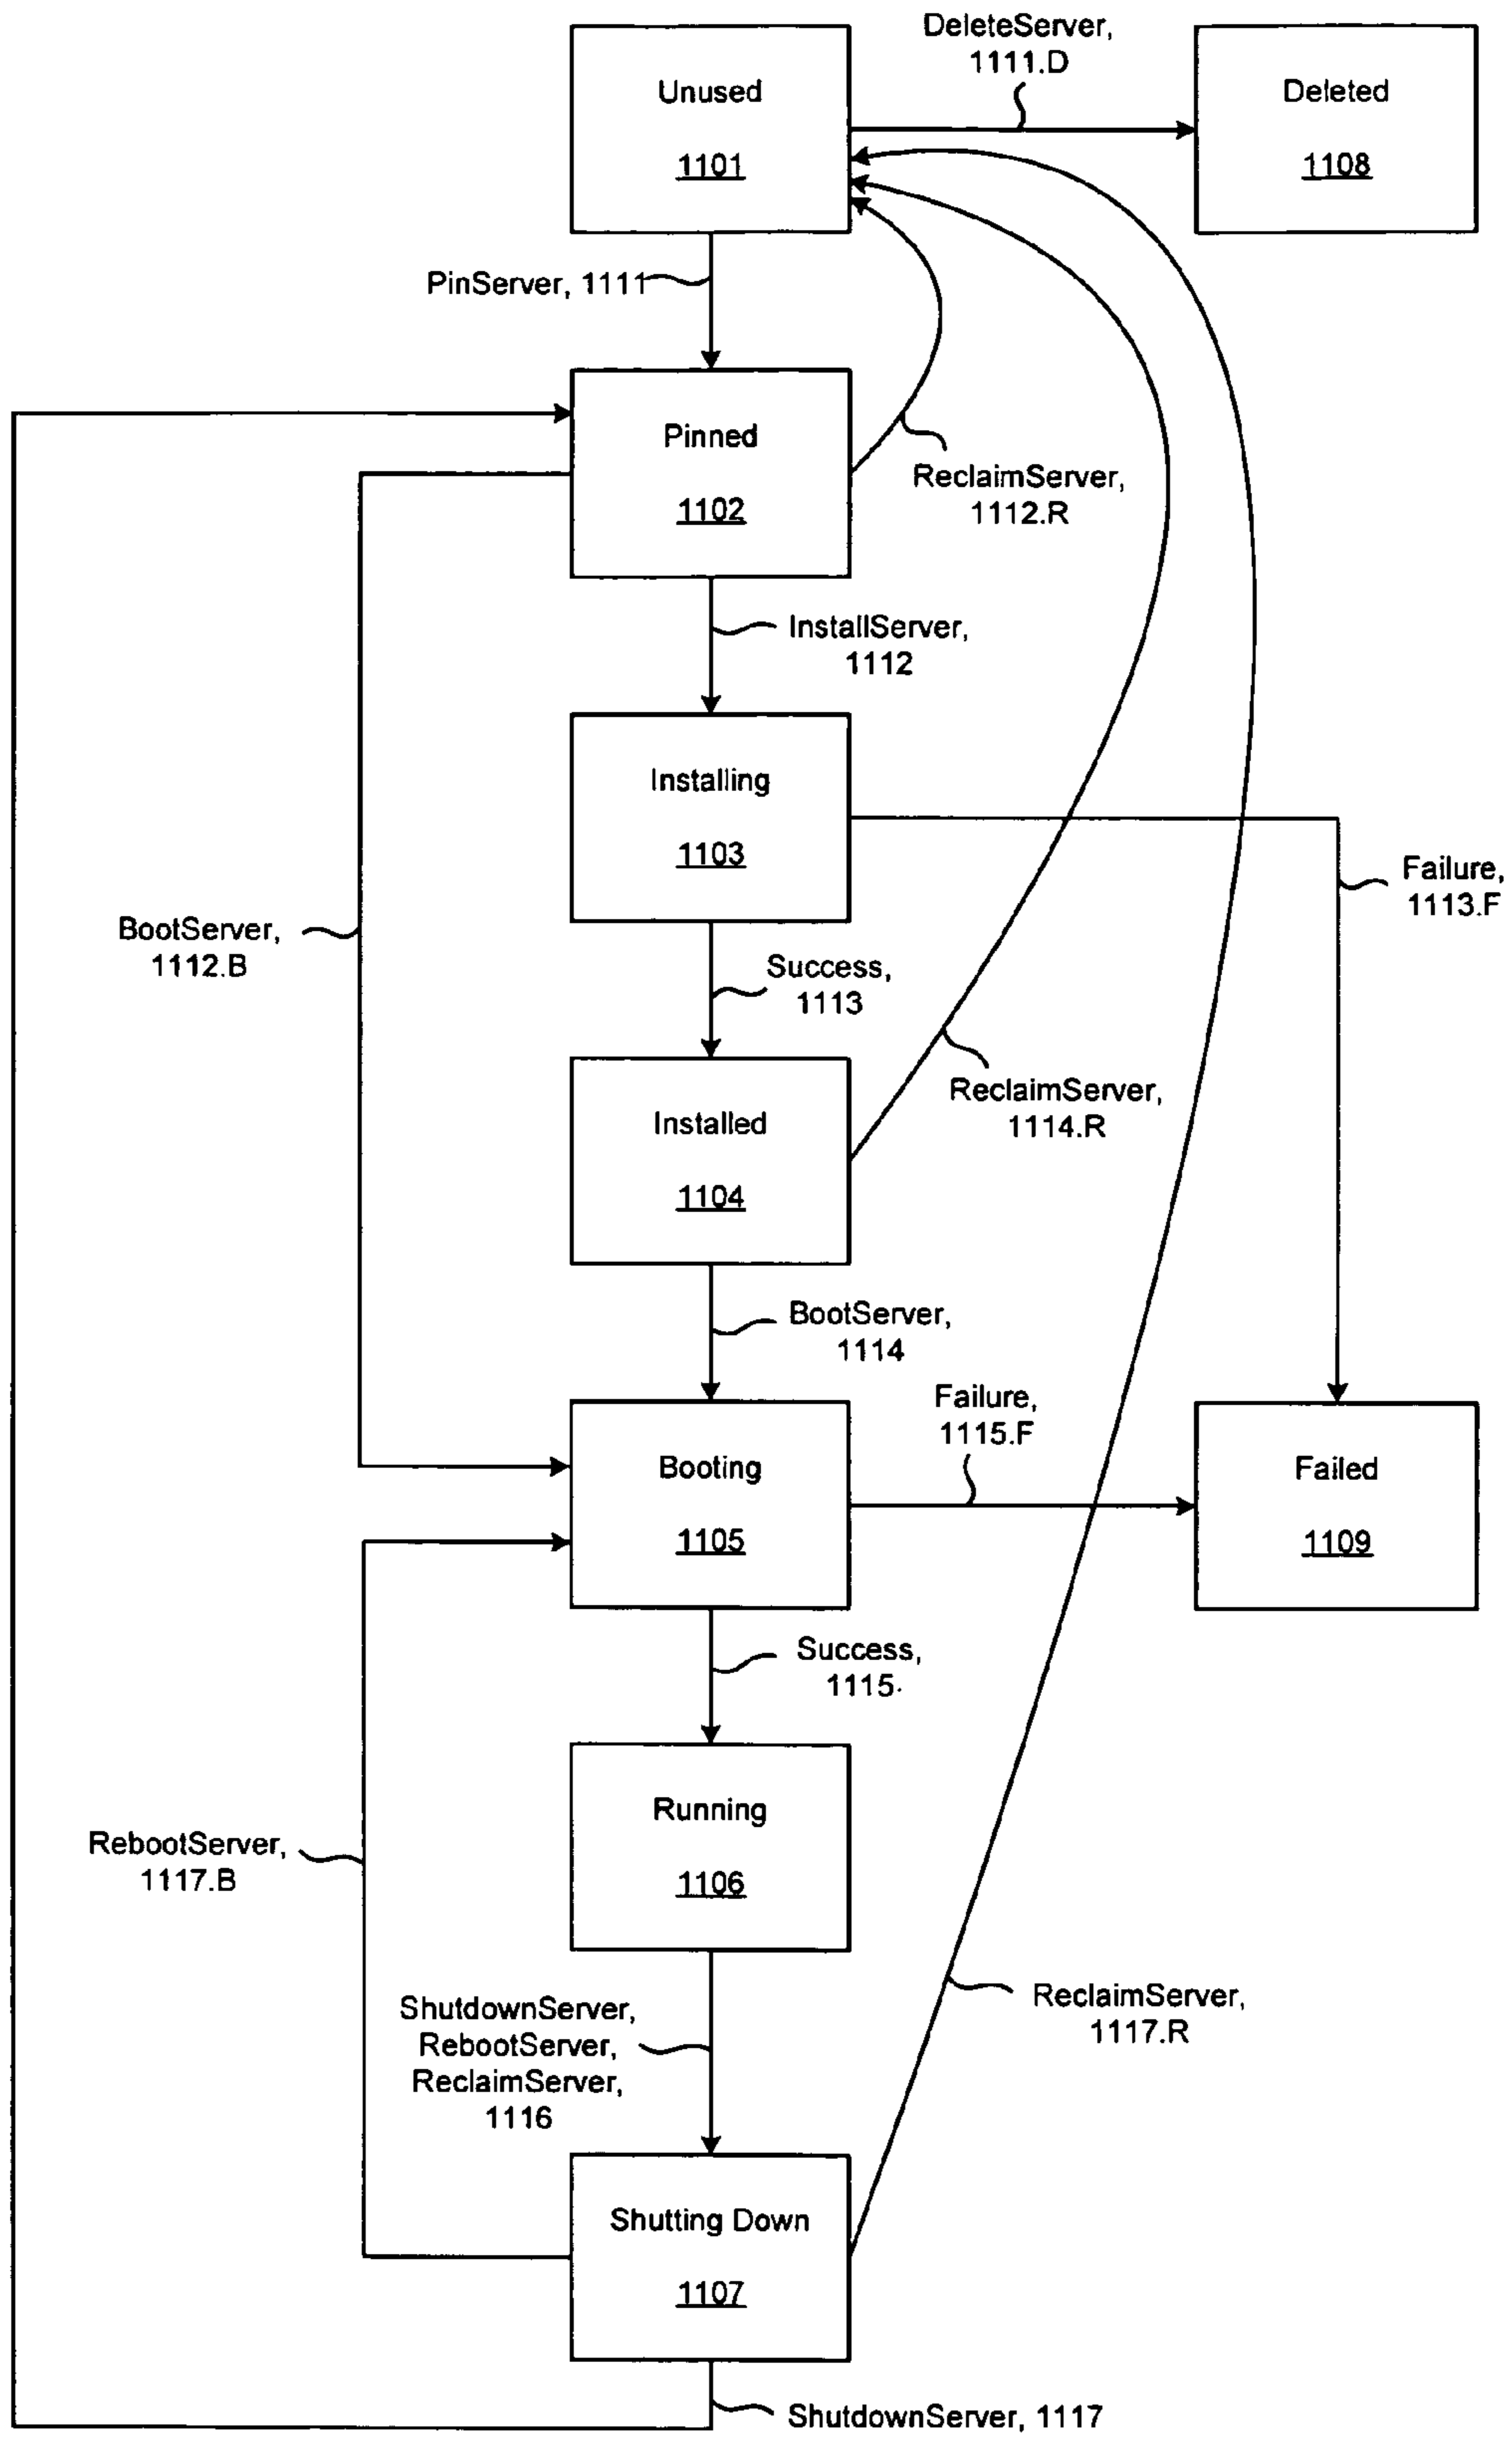 DeleteServer,
1111.D
Unused
1101
Deleted
1108
PinServer, 1111
Pinned
1102
ReclaimServer,
1112.R
InstallServer,
1112
Installing
1103
Failure,
1113.F
BootServer,
1112.B
Success,
1113
Installed
1104
ReclaimServer,
1114.R
BootServer,
1114
Failure,
1115.F
Booting
1105
Failed
1109
Success,
1115
Running
1106
RebootServer,
1117.B
ShutdownServer,
RebootServer,
ReclaimServer,
1116
ReclaimServer,
1117.R
Shutting Down
1107
ShutdownServer, 1117